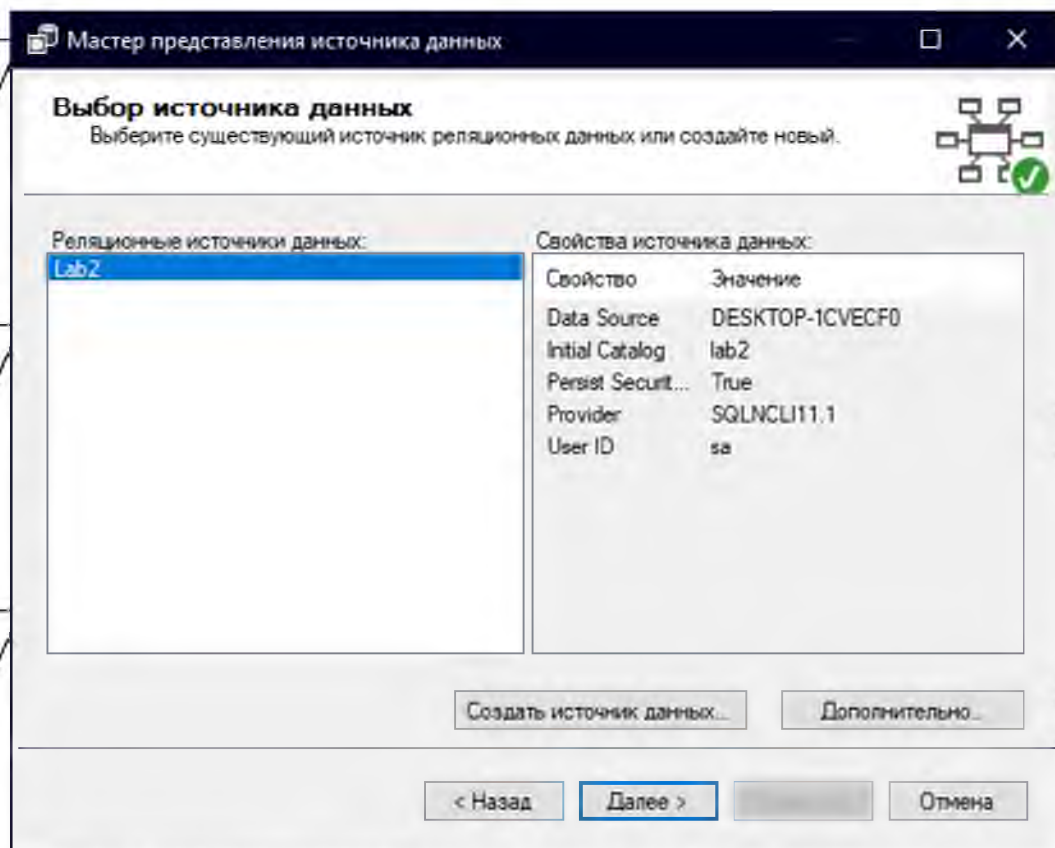 Мастер представления источника данных
Выбор источника данных
Выберите существующий источник реляционных данных или создайте новый.
Реляционные источники данных:
Lab2
Свойства источника данных:
Свойство Значение
Data Source DESKTOP-1CVECF0
Initial Catalog lab2
Persist Securit... True
Provider SQLNCLI11.1
User ID sa
Создать источник данных...
Дополнительно...
< Назад
Далее >
Отмена